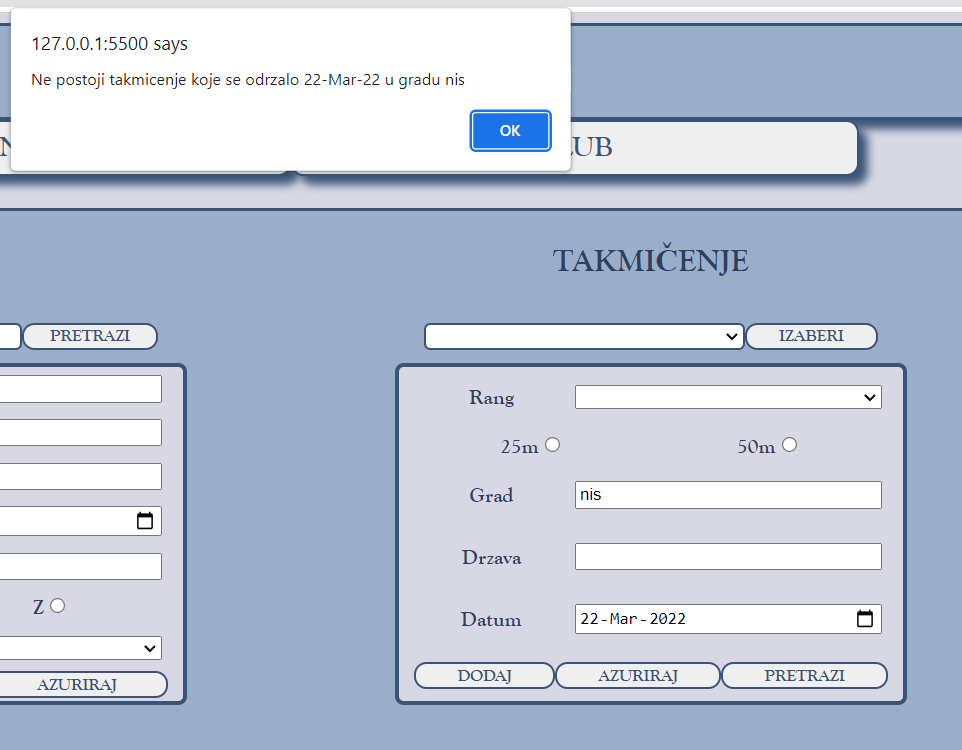 127.0.0.1:5500 says
Ne postoji takmicenje koje se odrzalo 22-Mar-22 u gradu nis
OK
TAKMIČENJE
PRETRAZI
IZABERI
Rang
25m
50m
Grad
nis
Drzava
Z
Datum
22-Mar-2022
AZURIRAJ
DODAJ
AZURIRAJ
PRETRAZI